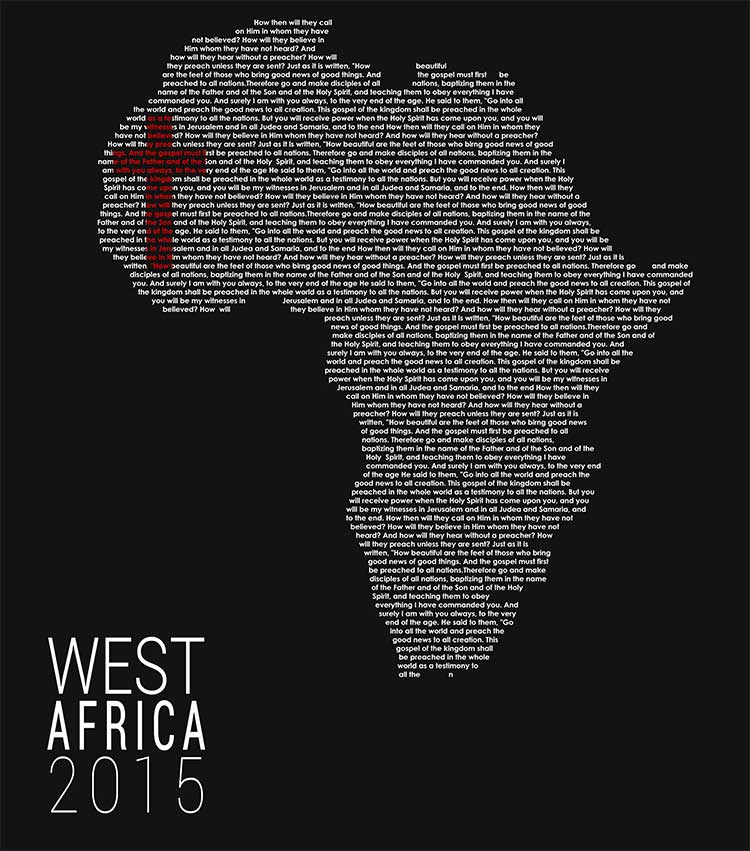 How then will they call
on Him in whom they have
not believed? How will they believe in
Him whom they have not heard? And
how will they hear without a preacher? How will
they preach unless they are sent? Just as it is written, "How beautiful
are the feet of those who bring good news of good things. And the gospel must first be
preached to all nations.Therefore go and make disciples of all nations, baptizing them in the
name of the Father and of the Son and of the Holy Spirit, and teaching them to obey everything I have
commanded you. And surely I am with you always, to the very end of the age. He said to them, "Go into all
the world and preach the good news to all creation. This gospel of the kingdom shall be preached in the whole
world as a testimony to all the nations. But you will receive power when the Holy Spirit has come upon you, and you will
be my witnesses in Jerusalem and in all Judea and Samaria, and to the end How then will they call on Him in whom they
have not believed? How will they believe in Him whom they have not heard? And how will they hear without a preacher?
How will they preach unless they are sent? Just as it is written, "How beautiful are the feet of those who bring good news of good
things. And the gospel must first be preached to all nations. Therefore go and make disciples of all nations, baptizing them in the
name of the Father and of the Son and of the Holy Spirit, and teaching them to obey everything I have commanded you. And surely I
am with you always, to the very end of the age He said to them, "Go into all the world and preach the good news to all creation. This
gospel of the kingdom shall be preached in the whole world as a testimony to all the nations. But you will receive power when the Holy
Spirit has come upon you, and you will be my witnesses in Jerusalem and in all Judea and Samaria, and to the end. How then will they
call on Him in whom they have not believed? How will they believe in Him whom they have not heard? And how will they hear without a
preacher? How will they preach unless they are sent? Just as it is written, "How beautiful are the feet of those who bring good news of good
things. And the gospel must first be preached to all nations.Therefore go and make disciples of all nations, baptizing them in the name of the
Father and of the Son and of the Holy Spirit, and teaching them to obey everything I have commanded you. And surely I am with you always,
to the very end of the age. He said to them, "Go into all the world and preach the good news to all creation. This gospel of the kingdom shall be
preached in the whole world as a testimony to all the nations. But you will receive power when the Holy Spirit has come upon you, and you will be
my witnesses in Jerusalem and in all Judea and Samaria, and to the end How then will they call on Him in whom they have not believed? How will
they believe in Him whom they have not heard? And how will they hear without a preacher? How will they preach unless they are sent? Just as it is
written "How beautiful are the feet of those who bring good news of good things. And the gospel must first be preached to all nations. Therefore go and make
disciples of all nations, baptizing them in the name of the Father and of the Son and of the Holy Spirit, and teaching them to obey everything I have commanded
you. And surely I am with you always, to the very end of the age He said to them, "Go into all the world and preach the good news to all creation. This gospel of
the kingdom shall be preached in the whole world as a testimony to all the nations. But you will receive power when the Holy Spirit has come upon you, and
you will be my witnesses in Jerusalem and in all Judea and Samaria, and to the end. How then will they call on Him in whom they have not
believed? How will they believe in Him whom they have not heard? And how will they hear without a preacher? How will they
preach unless they are sent? Just as it is written, "How beautiful are the feet of those who bring good
news of good things. And the gospel must first be preached to all nations.Therefore go and
make disciples of all nations, baptizing them in the name of the Father and of the Son and of
the Holy Spirit, and teaching them to obey everything I have commanded you. And
surely I am with you always, to the very end of the age. He said to them, "Go into all the
world and preach the good news to all creation. This gospel of the kingdom shall be
preached in the whole world as a testimony to all the nations. But you will receive
power when the Holy Spirit has come upon you, and you will be my witnesses in
Jerusalem and in all Judea and Samaria, and to the end How then will they
call on Him in whom they have not believed? How will they believe in
Him whom they have not heard? And how will they hear without a
preacher? How will they preach unless they are sent? Just as it is
written, "How beautiful are the feet of those who birng good news
of good things. And the gospel must first be preached to all
nations. Therefore go and make disciples of all nations,
baptizing them in the name of the Father and of the Son and of the
Holy Spirit, and teaching them to obey everything I have
commanded you. And surely I am with you always, to the very end
of the age He said to them, "Go into all the world and preach the
good news to all creation. This gospel of the kingdom shall be
preached in the whole world as a testimony to all the nations. But you
will receive power when the Holy Spirit has come upon you, and you
will be my witnesses in Jerusalem and in all Judea and Samaria, and
to the end. How then will they call on Him in whom they have not
believed? How will they believe in Him whom they have not
heard? And how will they hear without a preacher? How
will they preach unless they are sent? Just as it is
written, "How beautiful are the feet of those who bring
good news of good things. And the gospel must first
be preached to all nations.Therefore go and make
disciples of all nations, baptizing them in the name
of the Father and of the Son and of the Holy
Spirit, and teaching them to obey
everything I have commanded you. And
surely I am with you always, to the very
end of the age. He said to them, "Go
into all the world and preach the
good news to all creation. This
gospel of the kingdom shall
be preached in the whole
world as a testimony to
all the n
WEST
AFRICA
2015